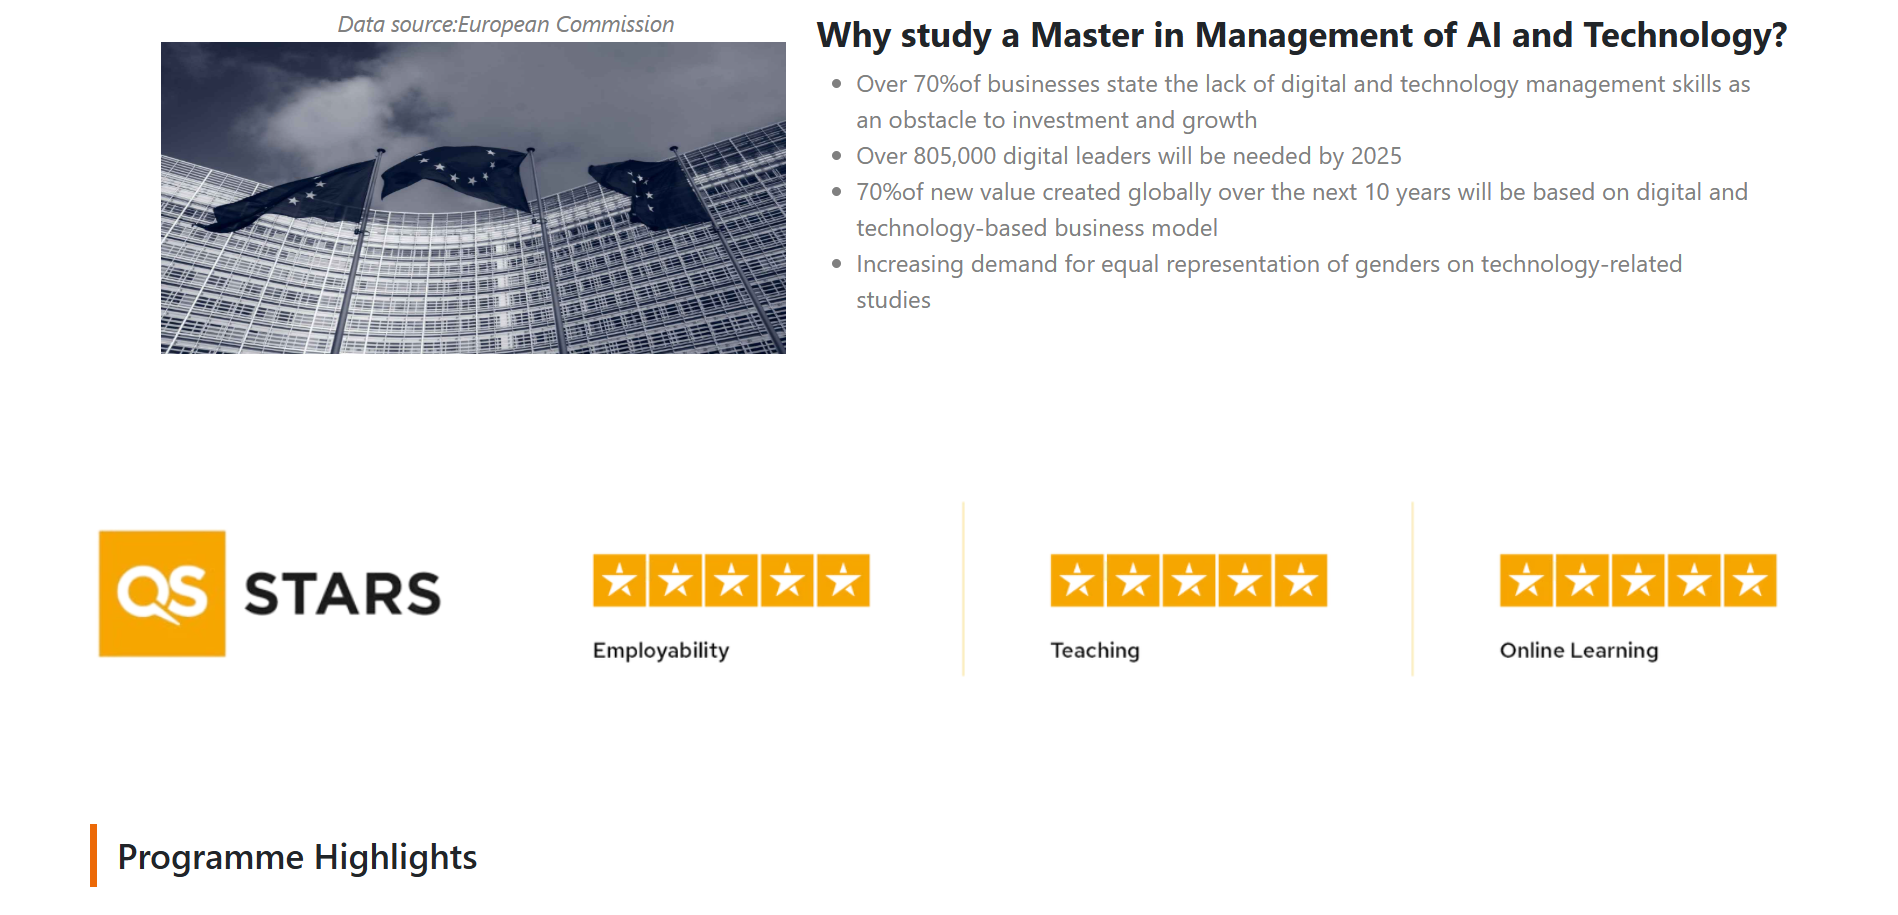 Data source:European Commission
Why study a Master in Management of AI and Technology?
Over 70%of businesses state the lack of digital and technology management skills as
an obstacle to investment and growth
Over 805,000 digital leaders will be needed by 2025
70%of new value created globally over the next 10 years will be based on digital and
technology-based business model
Increasing demand for equal representation of genders on technology-related
studies
QS STARS
Employability
Teaching
Online Learning
Programme Highlights